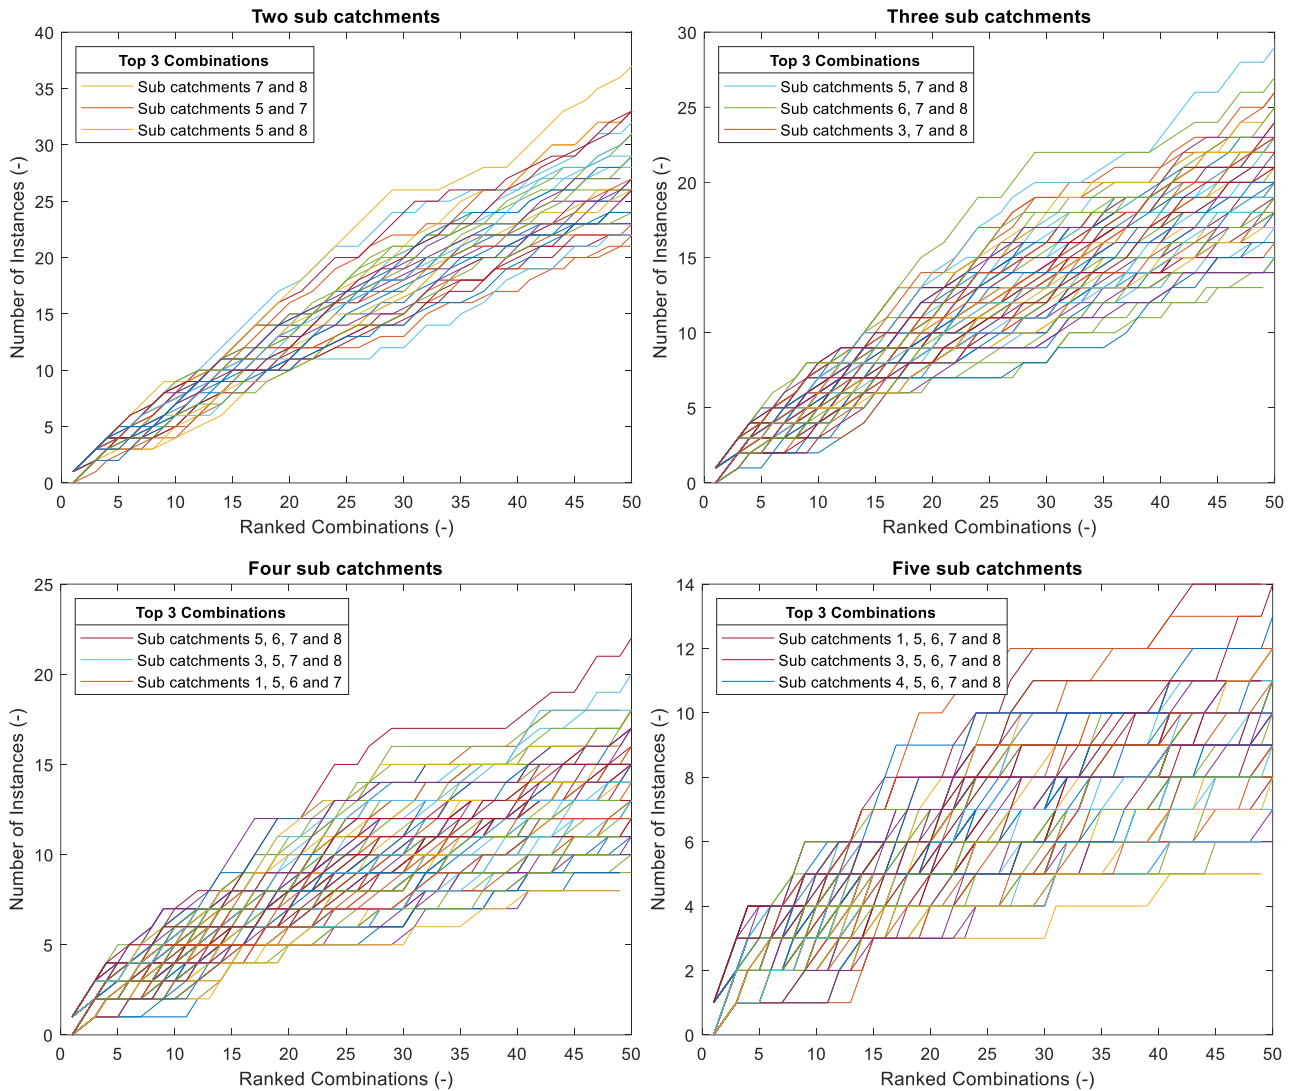 Two sub catchments
40
35
30
25
20
15
10
5
0
Number of Instances (-)
Top 3 Combinations
Sub catchments 7 and 8
Sub catchments 5 and 7
Sub catchments 5 and 8
0 5 10 15 20 25 30 35 40 45 50
Ranked Combinations (-)
Three sub catchments
30
25
20
15
10
5
0
Number of Instances (-)
Top 3 Combinations
Sub catchments 5, 7 and 8
Sub catchments 6, 7 and 8
Sub catchments 3, 7 and 8
0 5 10 15 20 25 30 35 40 45 50
Ranked Combinations (-)
Four sub catchments
25
20
15
10
5
0
Number of Instances (-)
Top 3 Combinations
Sub catchments 5, 6, 7 and 8
Sub catchments 3, 5, 7 and 8
Sub catchments 1, 5, 6 and 7
0 5 10 15 20 25 30 35 40 45 50
Ranked Combinations (-)
Five sub catchments
14
12
10
8
6
4
2
0
Number of Instances (-)
Top 3 Combinations
Sub catchments 1, 5, 6, 7 and 8
Sub catchments 3, 5, 6, 7 and 8
Sub catchments 4, 5, 6, 7 and 8
0 5 10 15 20 25 30 35 40 45 50
Ranked Combinations (-)